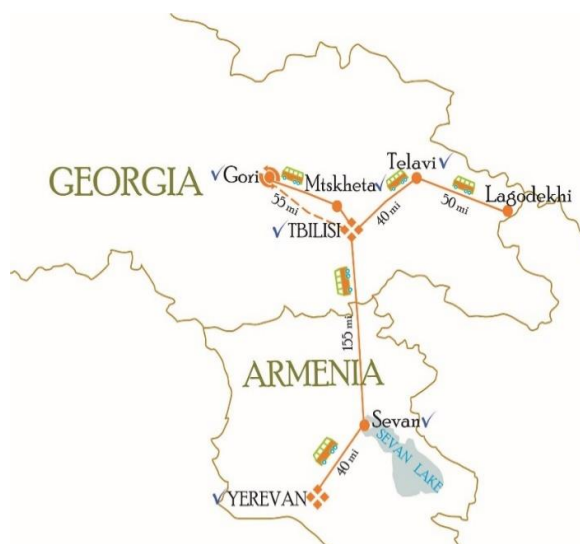 Telavi
Gori
Mtskheta
Lagodekhi
GEORGIA
55 mi
40 mi
50 mi
TBILISI
155 mi
ARMENIA
Sevan
SEVAN LAKE
40 mi
YEREVAN